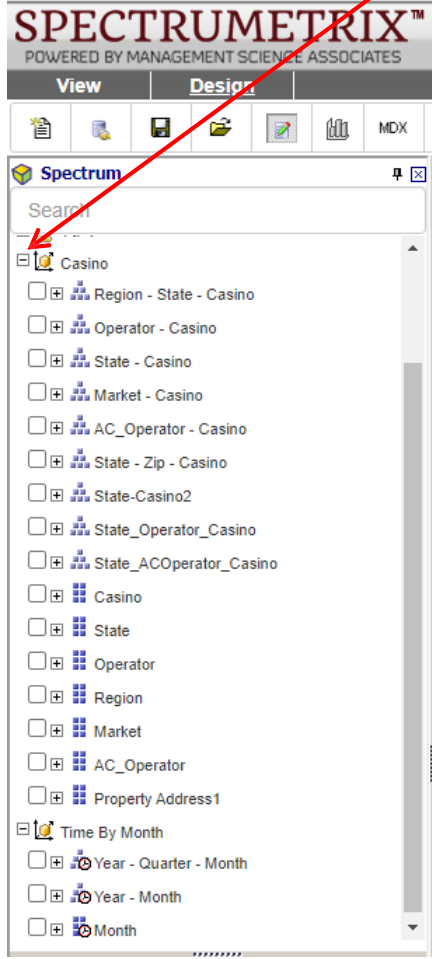 SPECTRUMETRIX™
POWERED BY MANAGEMENT SCIENCE ASSOCIATES
View Design
MDX
Spectrum
Search
Casino
Region - State - Casino
Operator - Casino
State - Casino
Market - Casino
AC_Operator - Casino
State - Zip - Casino
State-Casino2
State_Operator_Casino
State_ACOperator_Casino
Casino
State
Operator
Region
Market
AC_Operator
Property Address1
Time By Month
Year - Quarter - Month
Year - Month
Month